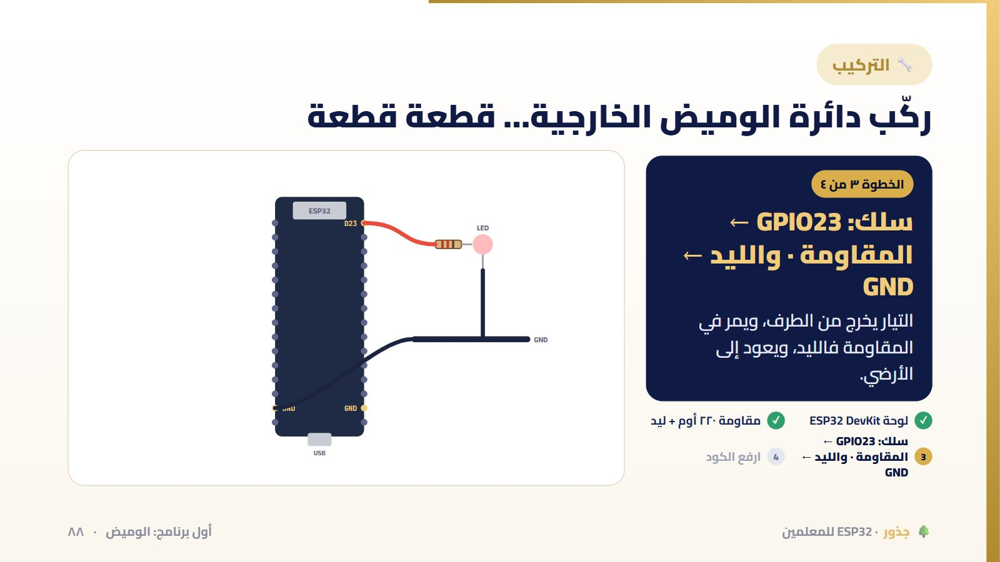 🔧 التركيب
ركّب دائرة الوميض الخارجية... قطعة قطعة
الخطوة ٣ من ٤
سلك: GPIO23 ←
المقاومة · والليد ←
GND
التيار يخرج من الطرف، ويمر في
المقاومة فالليد، ويعود إلى
الأرضي.
✓ لوحة ESP32 DevKit
✓ مقاومة ٢٢٠ أوم + ليد
3 سلك: GPIO23 ←
المقاومة · والليد ←
GND
4 ارفع الكود
ESP32
D23
LED
GND
GND
GND
USB
🌳 جذور · ESP32 للمعلمين
أول برنامج: الوميض · ٨٨